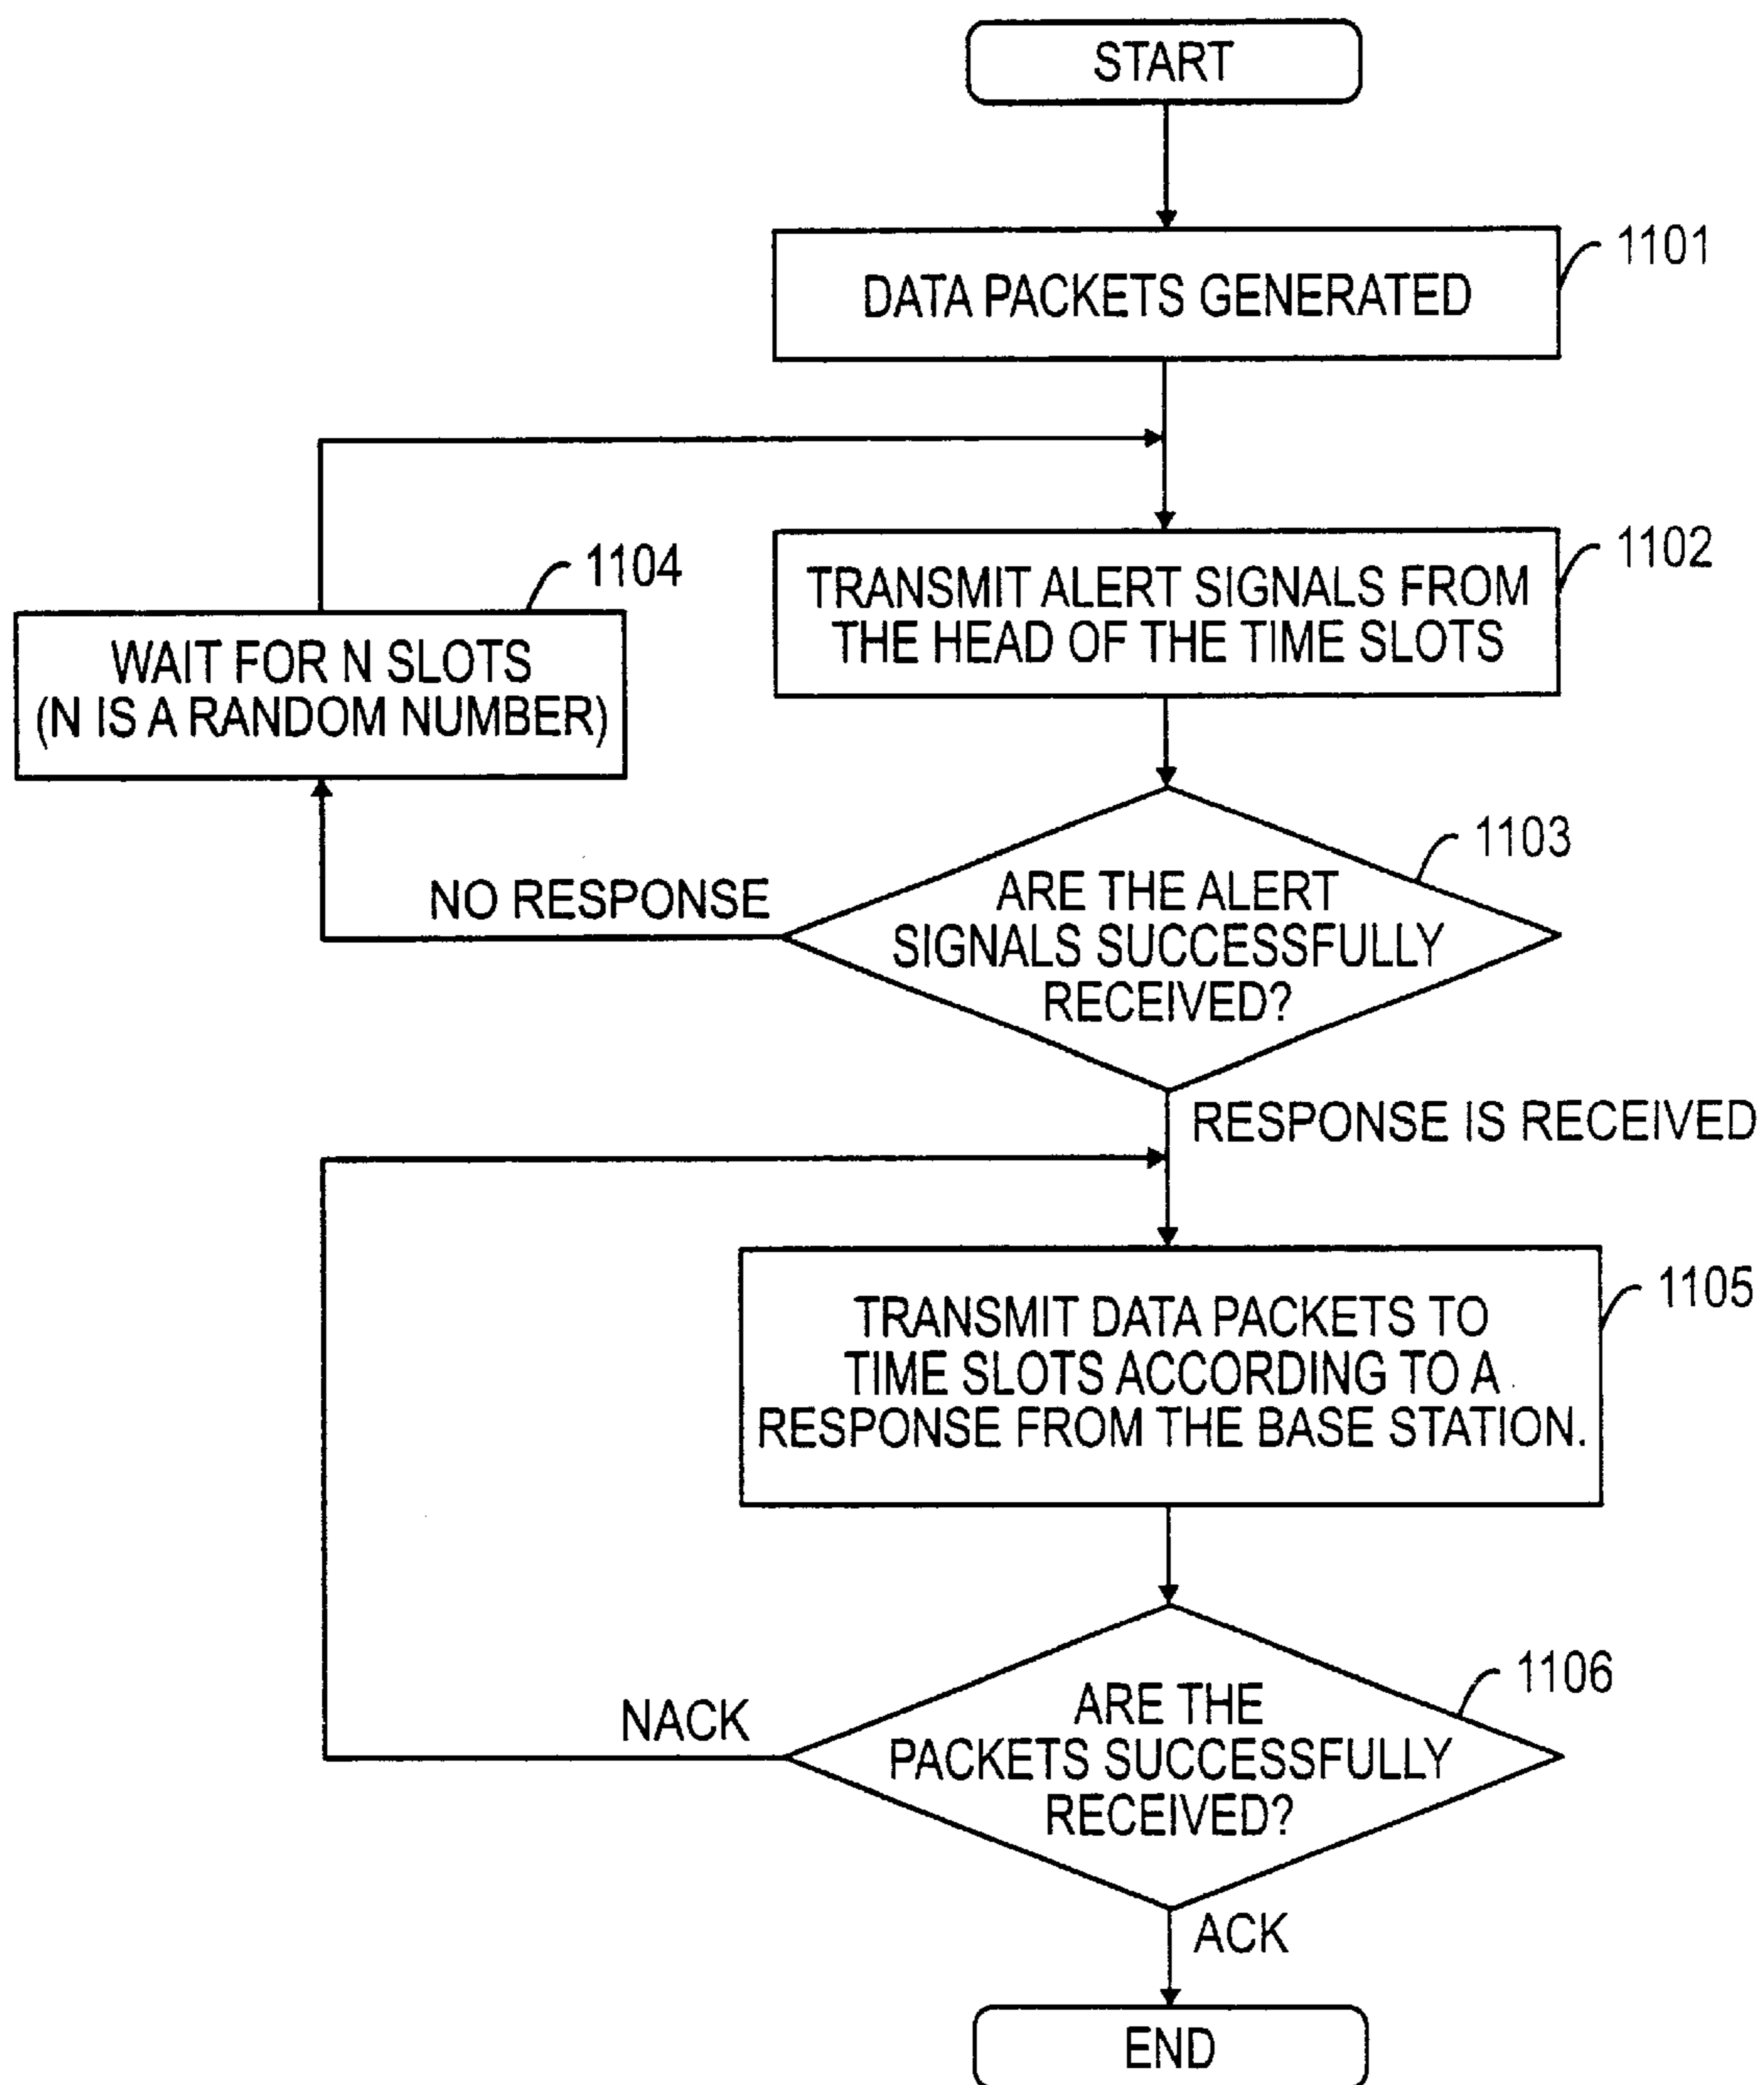 START
1101
DATA PACKETS GENERATED
1102
TRANSMIT ALERT SIGNALS FROM
THE HEAD OF THE TIME SLOTS
1104
WAIT FOR N SLOTS
(N IS A RANDOM NUMBER)
1103
ARE THE ALERT
SIGNALS SUCCESSFULLY
RECEIVED?
NO RESPONSE
RESPONSE IS RECEIVED
1105
TRANSMIT DATA PACKETS TO
TIME SLOTS ACCORDING TO A
RESPONSE FROM THE BASE STATION.
1106
ARE THE
PACKETS SUCCESSFULLY
RECEIVED?
NACK
ACK
END